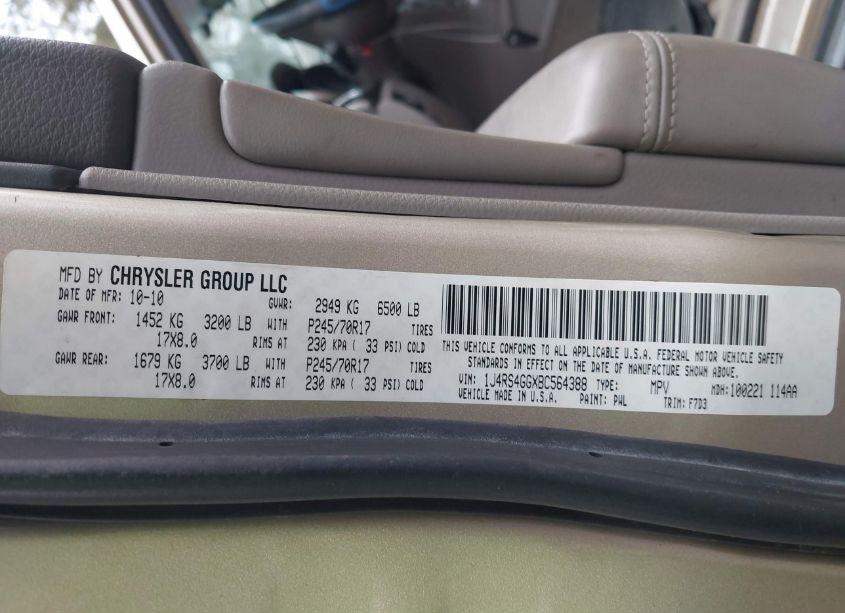 MFD BY CHRYSLER GROUP LLC
DATE OF MFR: 10-10 GVWR: 2949 KG 6500 LB
GAWR FRONT: 1452 KG 3200 LB WITH P245/70R17 TIRES
17X8.0 RIMS AT 230 KPA ( 33 PSI) COLD
GAWR REAR: 1679 KG 3700 LB WITH P245/70R17 TIRES
17X8.0 RIMS AT 230 KPA ( 33 PSI) COLD
THIS VEHICLE CONFORMS TO ALL APPLICABLE U.S.A. FEDERAL MOTOR VEHICLE SAFETY
STANDARDS IN EFFECT ON THE DATE OF MANUFACTURE SHOWN ABOVE.
VIN: 1J4RS4GGXBC564388 TYPE: MPV MDH:100221 114AA
VEHICLE MADE IN U.S.A. PAINT: PWL TRIM: F7D3